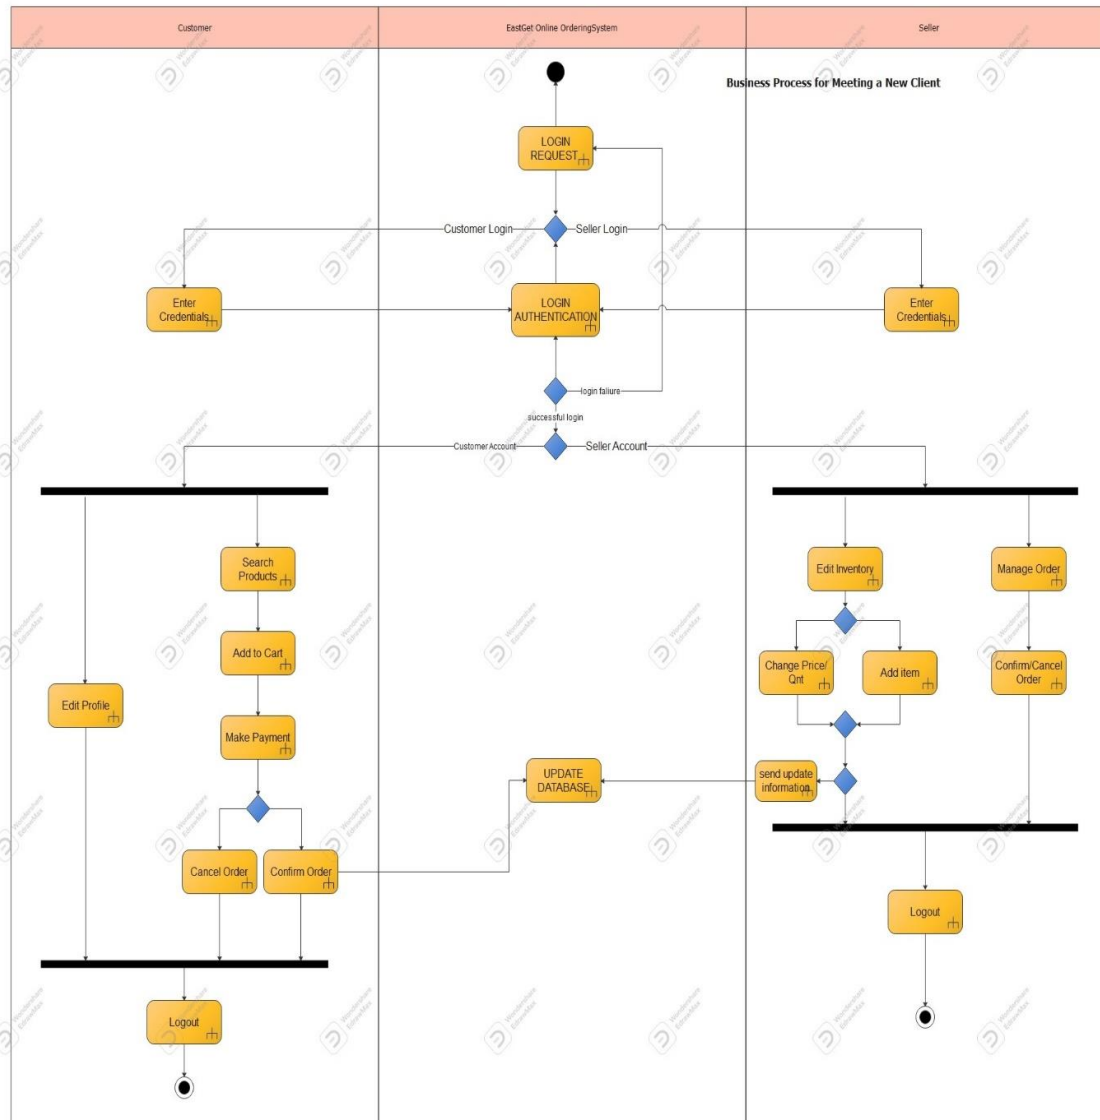 Customer
EastGet Online OrderingSystem
Seller
Business Process for Meeting a New Client
LOGIN
REQUEST
Customer Login
Seller Login
Enter
Credentials
LOGIN
AUTHENTICATION
Enter
Credentials
login faliure
successful login
Customer Account
Seller Account
Search
Products
Edit Inventory
Manage Order
Add to Cart
Change Price/
Qnt
Add item
Confirm/Cancel
Order
Edit Profile
Make Payment
UPDATE
DATABASE
send update
information
Cancel Order
Confirm Order
Logout
Logout
Wondershare
EdrawMax